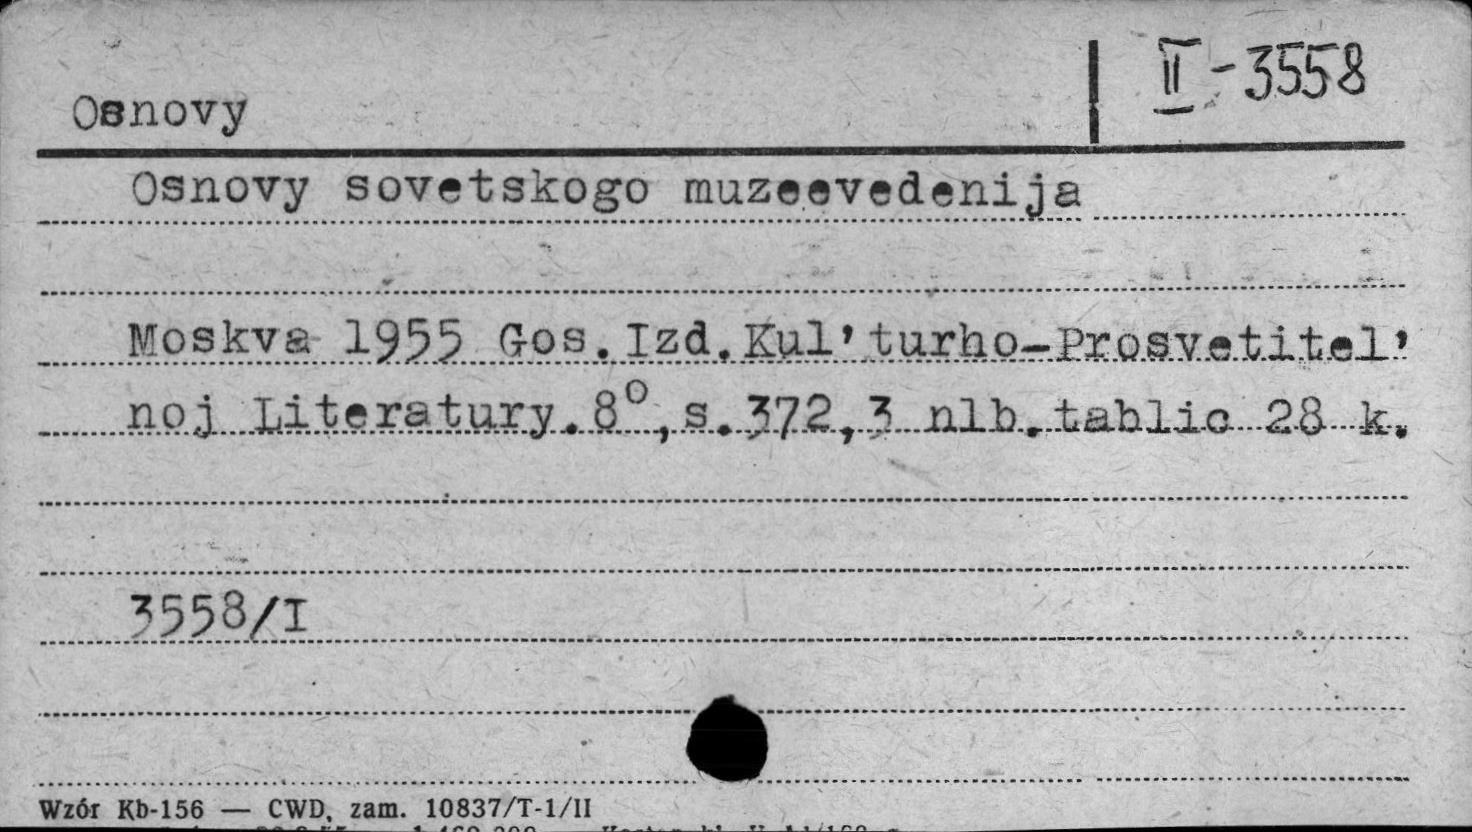 Osnovy
II - 3558
Osnovy sovetskogo muzeevedenija
Moskva 1955 Gos.Izd.Kul'turho-Prosvetitel'
noj Literatury.8°,s.372,3 nlb.tablic 28 k.
3558/I
Wzór Kb-156 — CWD, zam. 10837/T-1/II